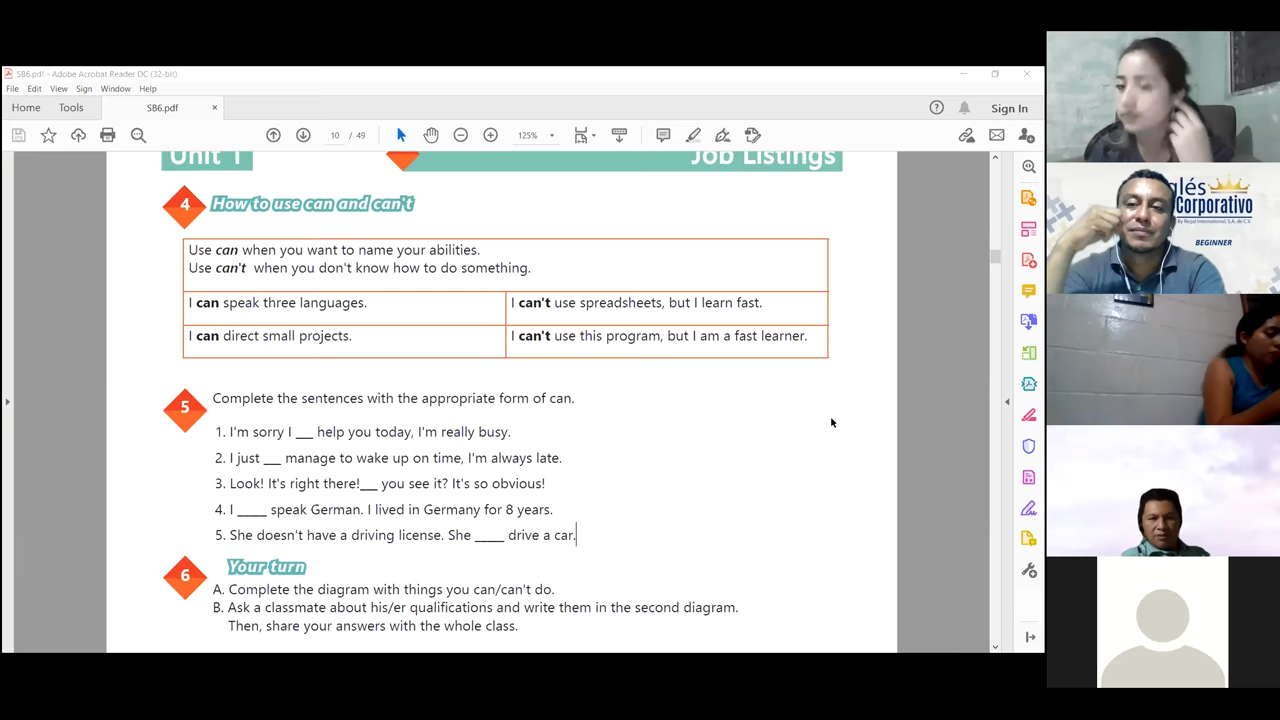 SB6.pdf - Adobe Acrobat Reader DC (32-bit)
File Edit View Sign Window Help
Home Tools SB6.pdf × Sign In
10 / 49 125%
Unit 1 Job Listings
4 How to use can and can't
Use can when you want to name your abilities.
Use can't when you don't know how to do something.
I can speak three languages. I can't use spreadsheets, but I learn fast.
I can direct small projects. I can't use this program, but I am a fast learner.
5 Complete the sentences with the appropriate form of can.
1. I'm sorry I ___ help you today, I'm really busy.
2. I just ___ manage to wake up on time, I'm always late.
3. Look! It's right there!___ you see it? It's so obvious!
4. I _____ speak German. I lived in Germany for 8 years.
5. She doesn't have a driving license. She _____ drive a car.
6 Your turn
A. Complete the diagram with things you can/can't do.
B. Ask a classmate about his/er qualifications and write them in the second diagram.
Then, share your answers with the whole class.
glés
Corporativo
By Regal International, S.A. de C.V.
BEGINNER